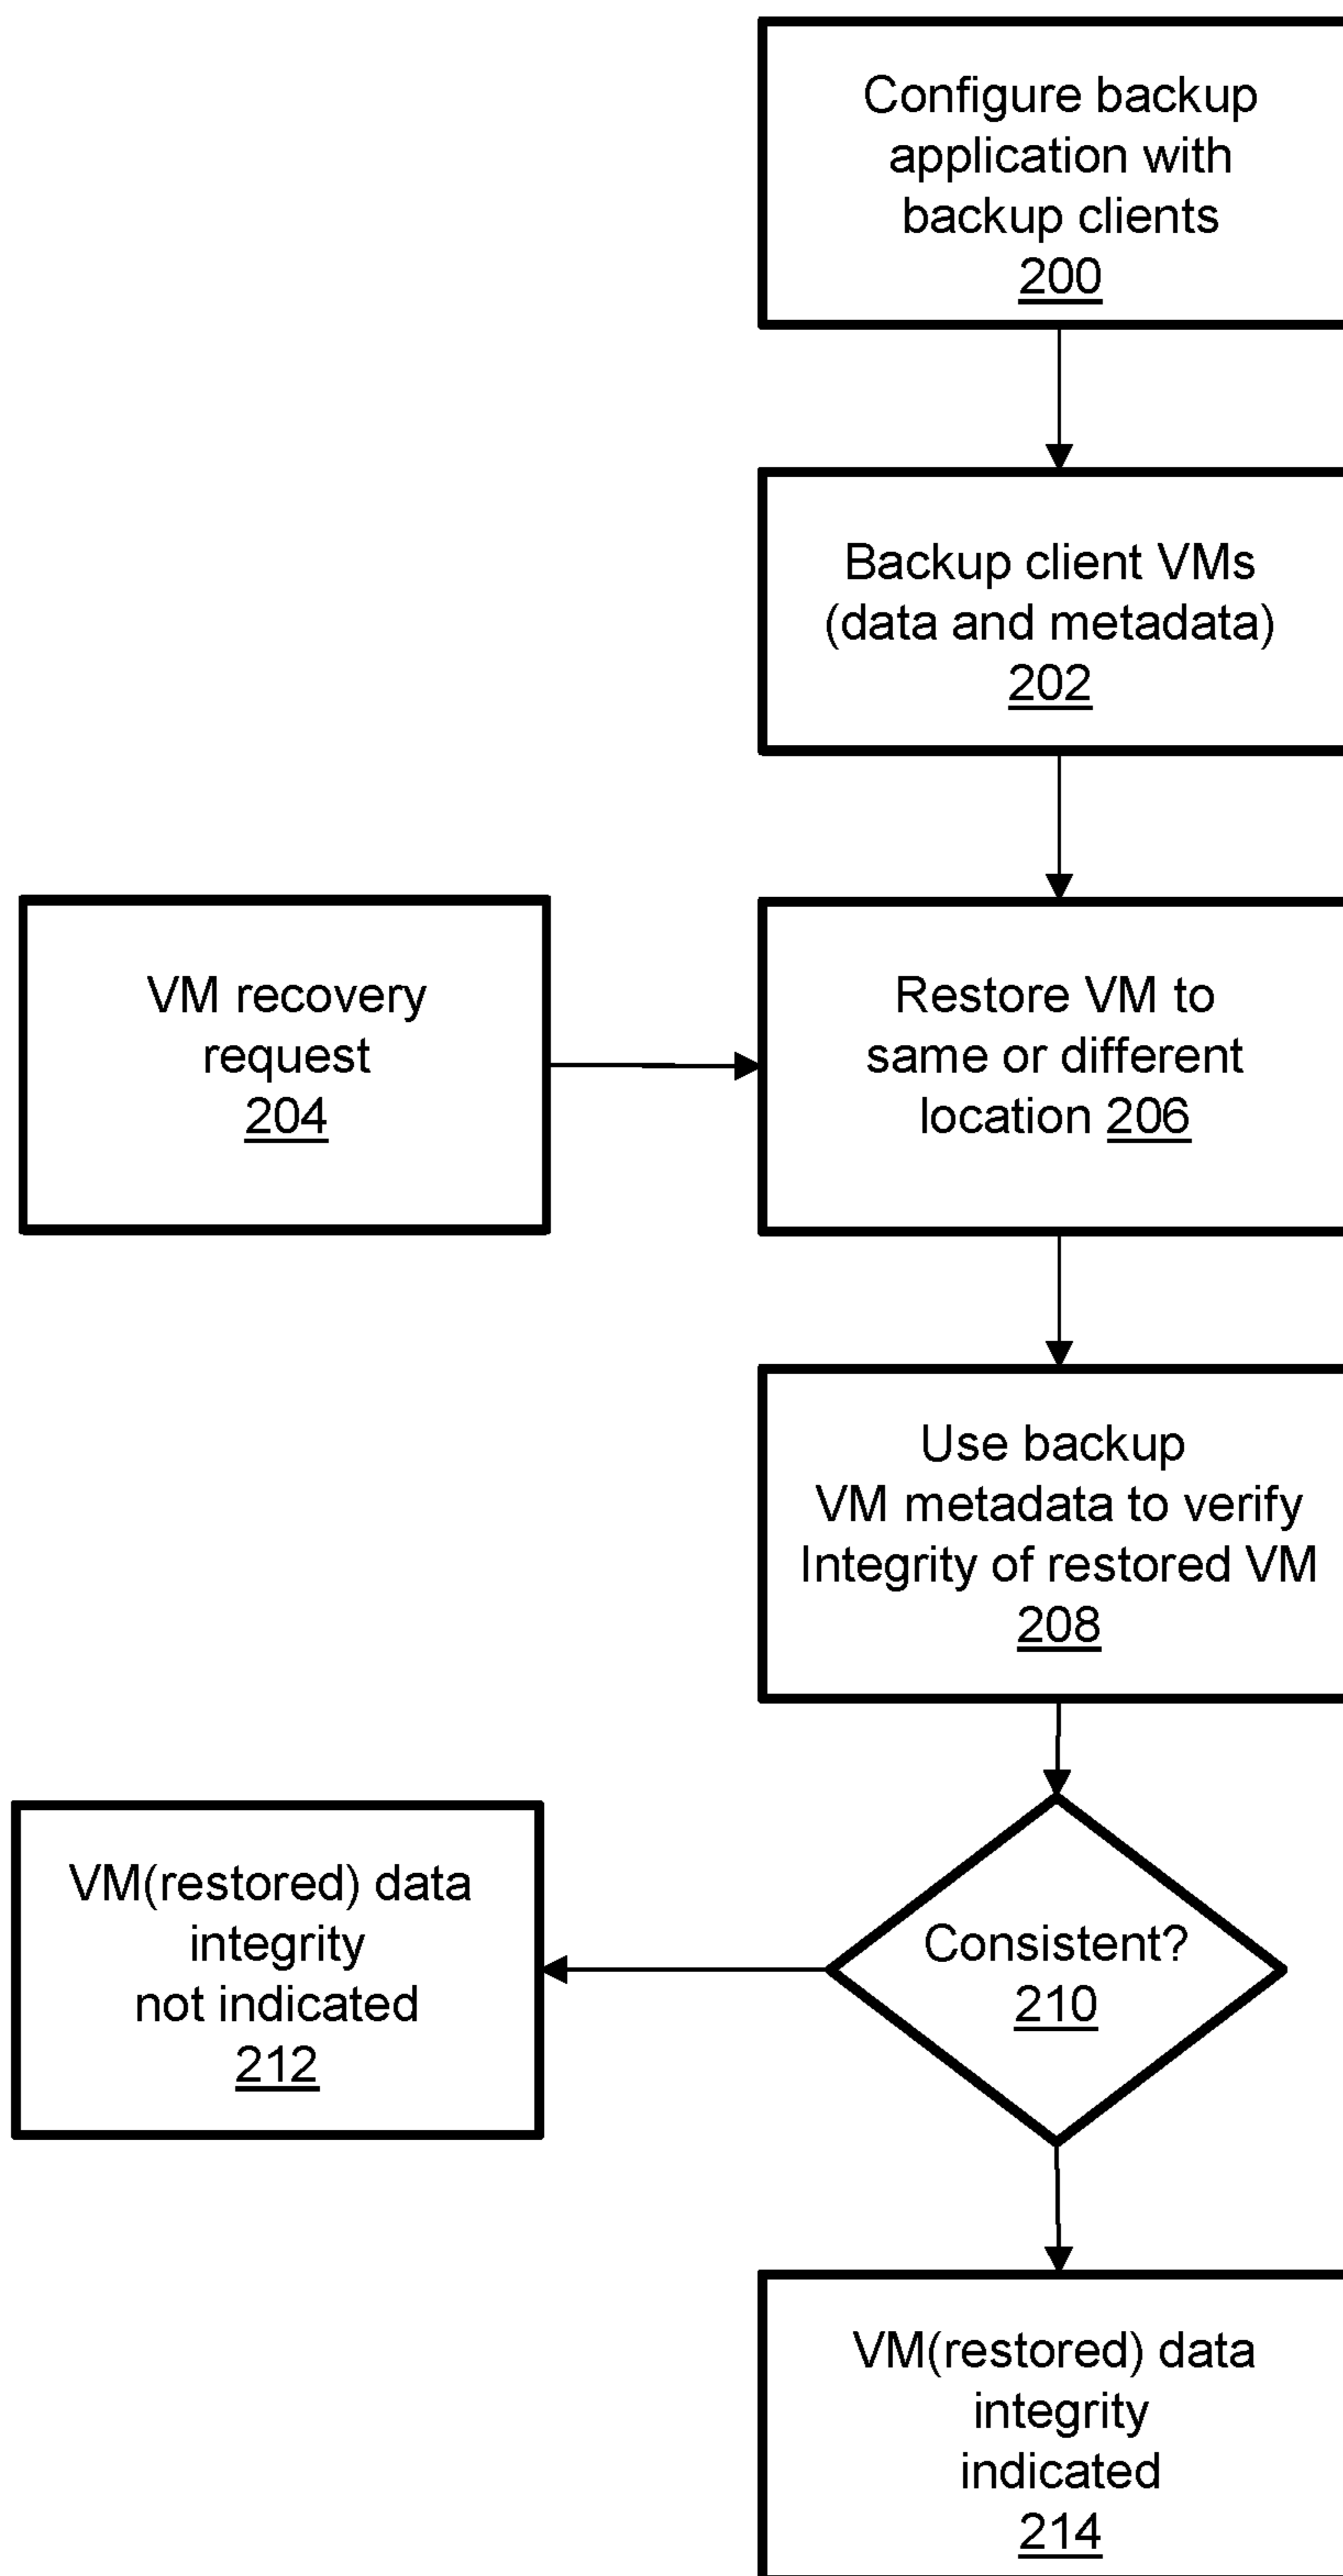 Configure backup
application with
backup clients
200
Backup client VMs
(data and metadata)
202
VM recovery
request
204
Restore VM to
same or different
location 206
Use backup
VM metadata to verify
Integrity of restored VM
208
Consistent?
210
VM(restored) data
integrity
not indicated
212
VM(restored) data
integrity
indicated
214